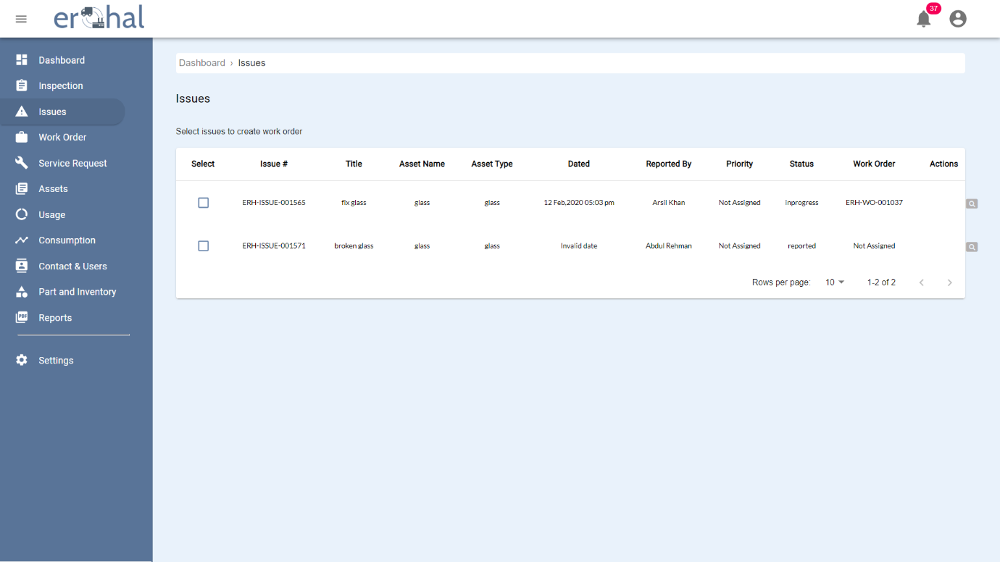 erohal
37
Dashboard
Inspection
Issues
Work Order
Service Request
Assets
Usage
Consumption
Contact & Users
Part and Inventory
PDF Reports
Settings
Dashboard › Issues
Issues
Select issues to create work order
Select Issue # Title Asset Name Asset Type Dated Reported By Priority Status Work Order Actions
ERH-ISSUE-001565 fix glass glass glass 12 Feb,2020 05:03 pm Arsil Khan Not Assigned inprogress ERH-WO-001037
ERH-ISSUE-001571 broken glass glass glass Invalid date Abdul Rehman Not Assigned reported Not Assigned
Rows per page: 10 1-2 of 2